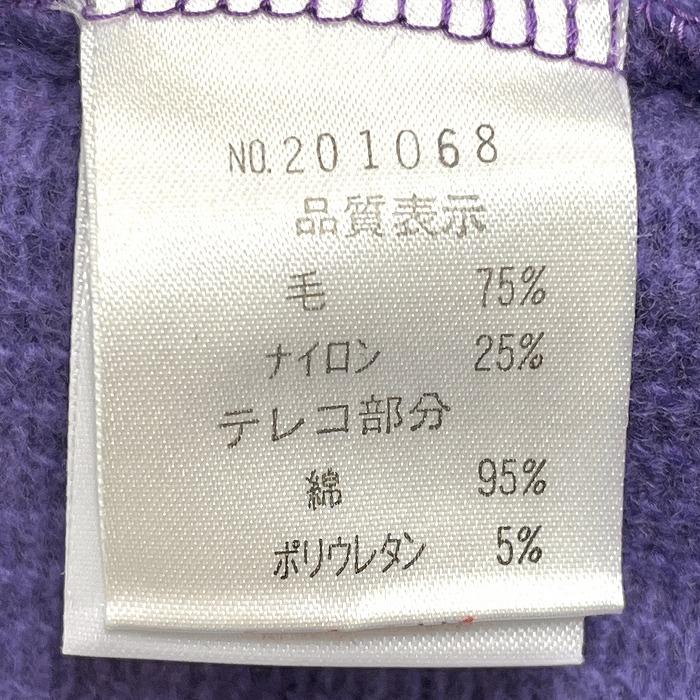 NO.201068
品質表示
毛 75%
ナイロン 25%
テレコ部分
綿 95%
ポリウレタン 5%